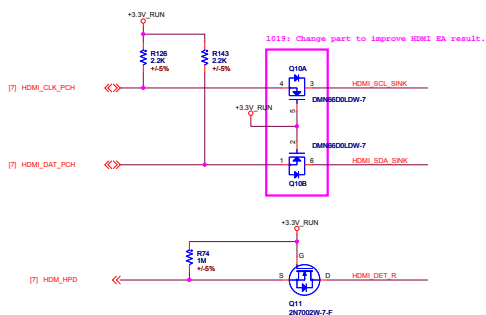 +3.3V_RUN
1019: Change part to improve HDMI EA result.
R126
2.2K
+/-5%
R143
2.2K
+/-5%
Q10A
[7] HDMI_CLK_PCH
4
3
HDMI_SCL_SINK
DMN66D0LDW-7
5
+3.3V_RUN
2
DMN66D0LDW-7
[7] HDMI_DAT_PCH
1
6
HDMI_SDA_SINK
Q10B
+3.3V_RUN
R74
1M
+/-5%
G
[7] HDM_HPD
S
D
HDMI_DET_R
Q11
2N7002W-7-F